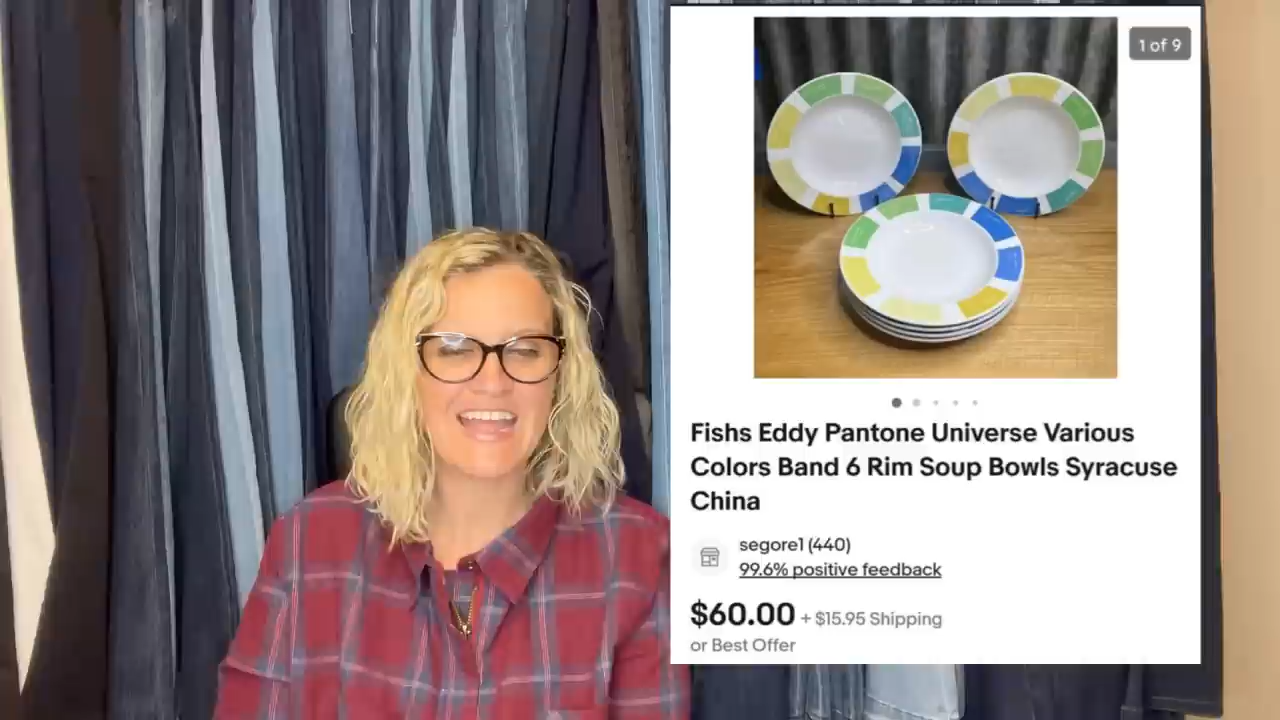 1 of 9
Fishs Eddy Pantone Universe Various
Colors Band 6 Rim Soup Bowls Syracuse
China
segore1 (440)
99.6% positive feedback
$60.00 + $15.95 Shipping
or Best Offer